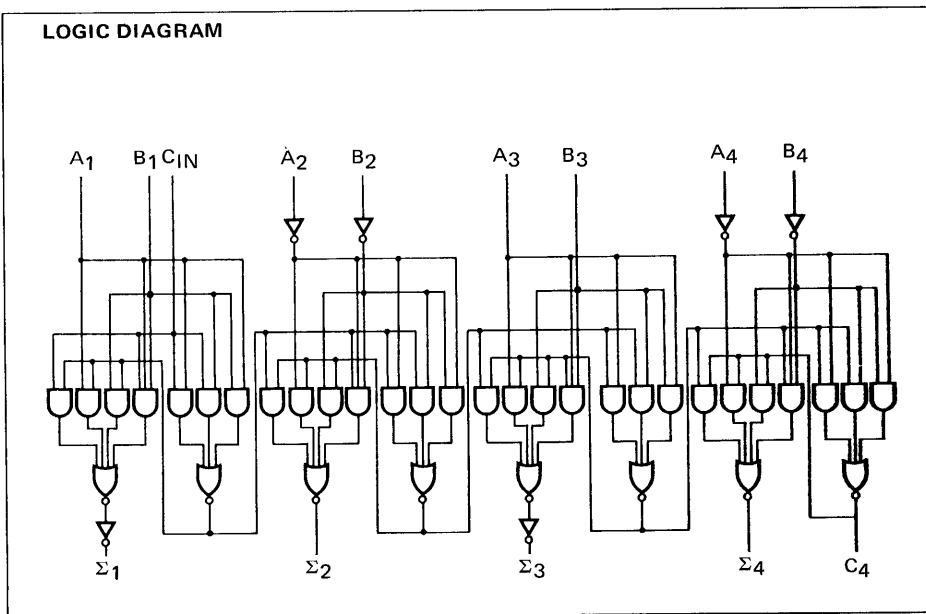 LOGIC DIAGRAM
A1 B1 CIN A2 B2 A3 B3 A4 B4
Σ1 Σ2 Σ3 Σ4 C4